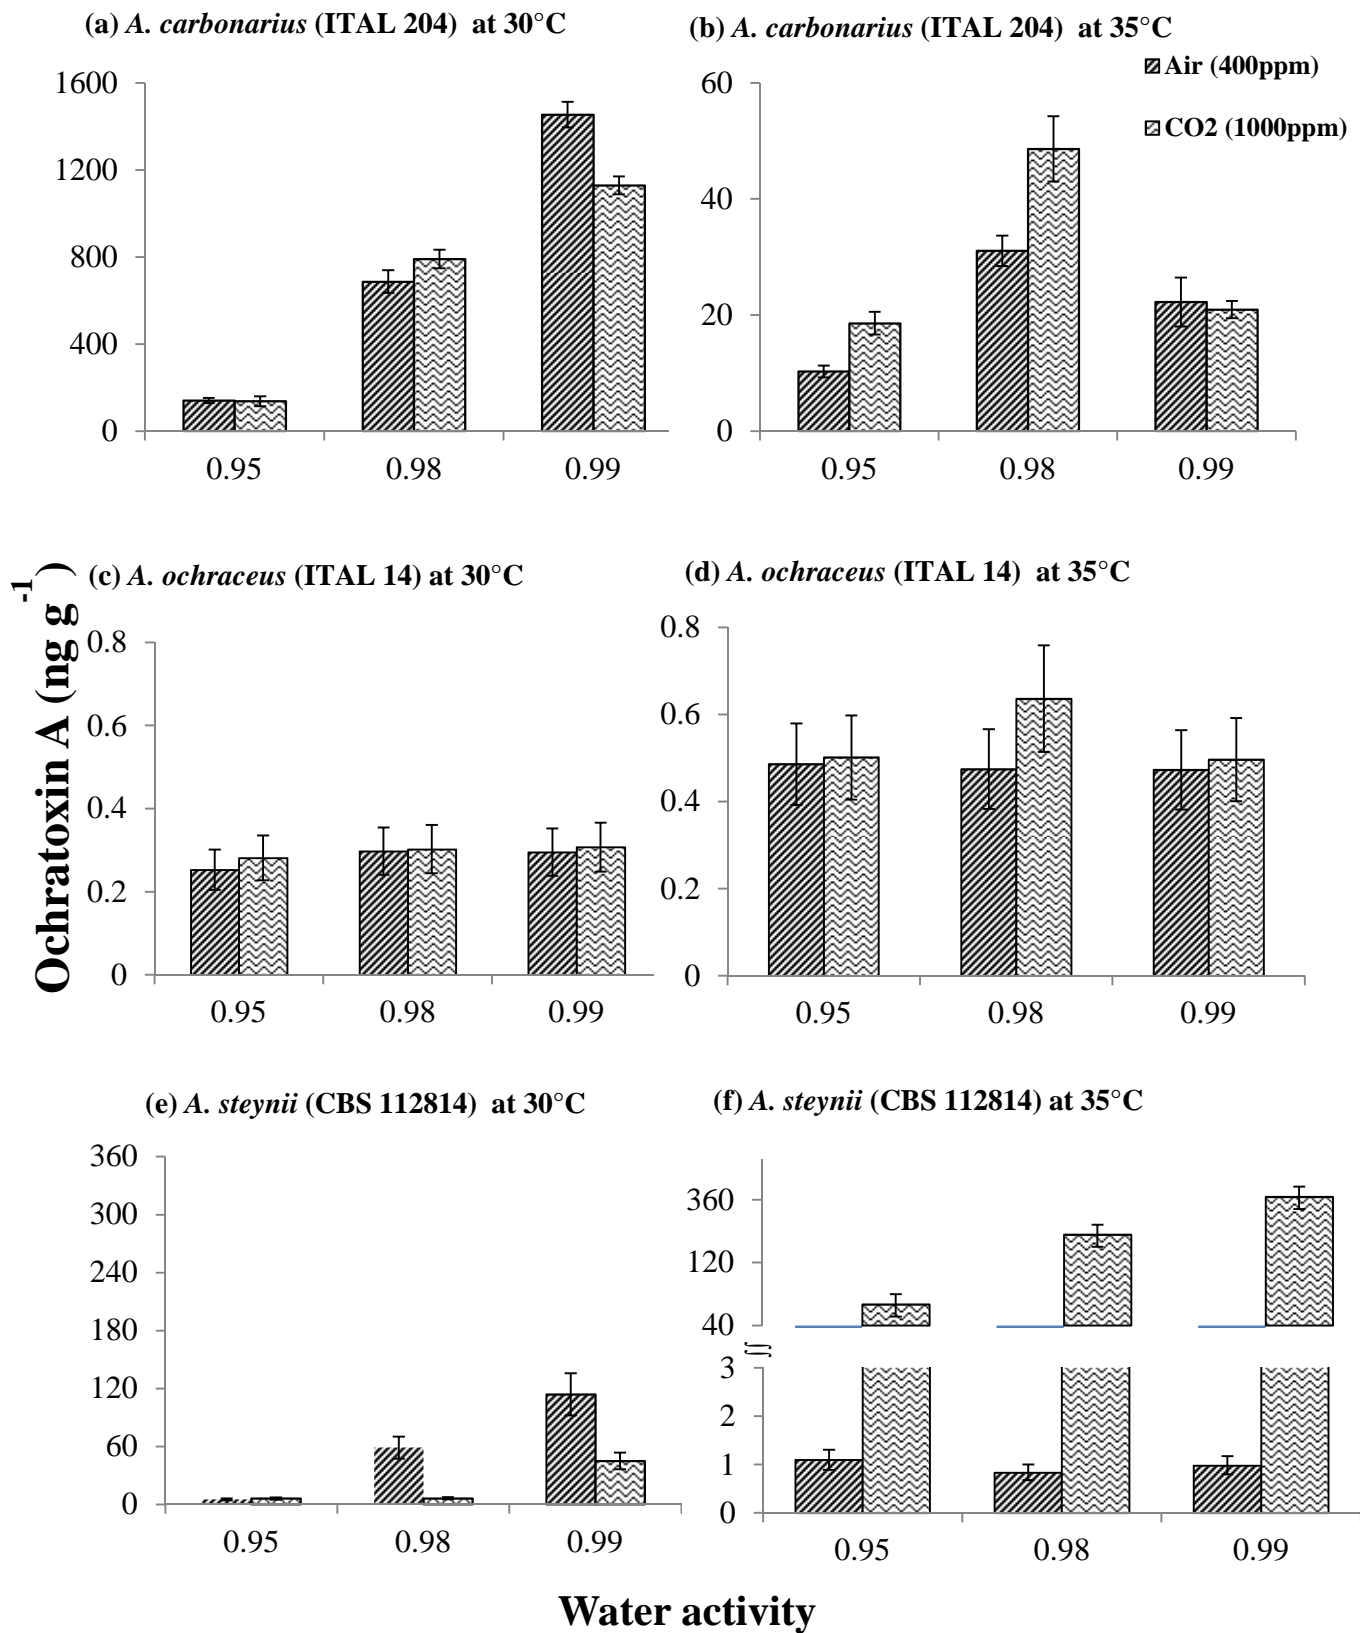 (a) A. carbonarius (ITAL 204) at 30°C
(b) A. carbonarius (ITAL 204) at 35°C
Air (400ppm)
CO2 (1000ppm)
1600
1200
800
400
0
0.95 0.98 0.99
60
40
20
0
0.95 0.98 0.99
Ochratoxin A (ng g-1)
(c) A. ochraceus (ITAL 14) at 30°C
(d) A. ochraceus (ITAL 14) at 35°C
0.8
0.6
0.4
0.2
0
0.95 0.98 0.99
0.8
0.6
0.4
0.2
0
0.95 0.98 0.99
(e) A. steynii (CBS 112814) at 30°C
(f) A. steynii (CBS 112814) at 35°C
360
300
240
180
120
60
0
0.95 0.98 0.99
360
120
40
3
2
1
0
0.95 0.98 0.99
Water activity